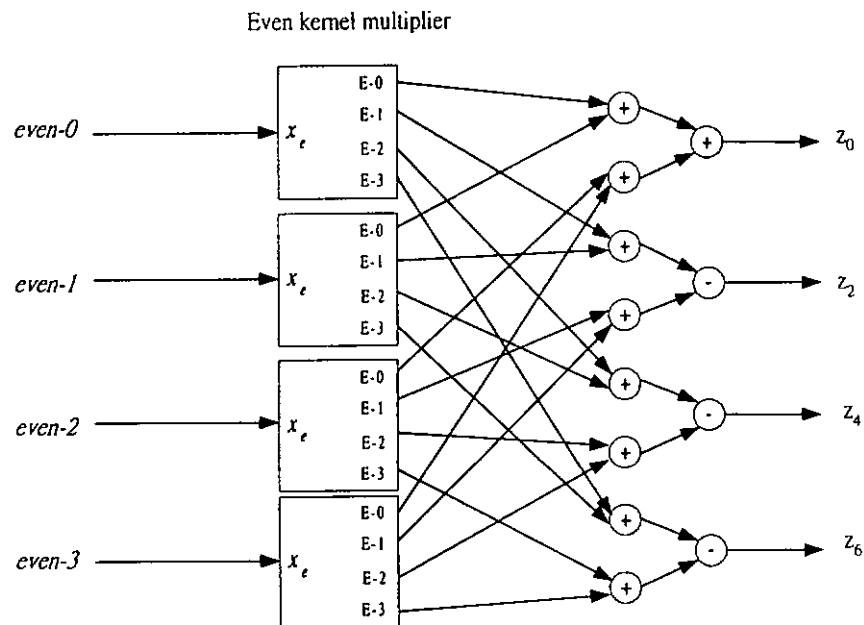 Even kernel multiplier
even-0
x_e
E-0
E-1
E-2
E-3
+
+
+
z_0
even-1
x_e
E-0
E-1
E-2
E-3
+
+
-
z_2
even-2
x_e
E-0
E-1
E-2
E-3
+
+
-
z_4
even-3
x_e
E-0
E-1
E-2
E-3
+
+
-
z_6